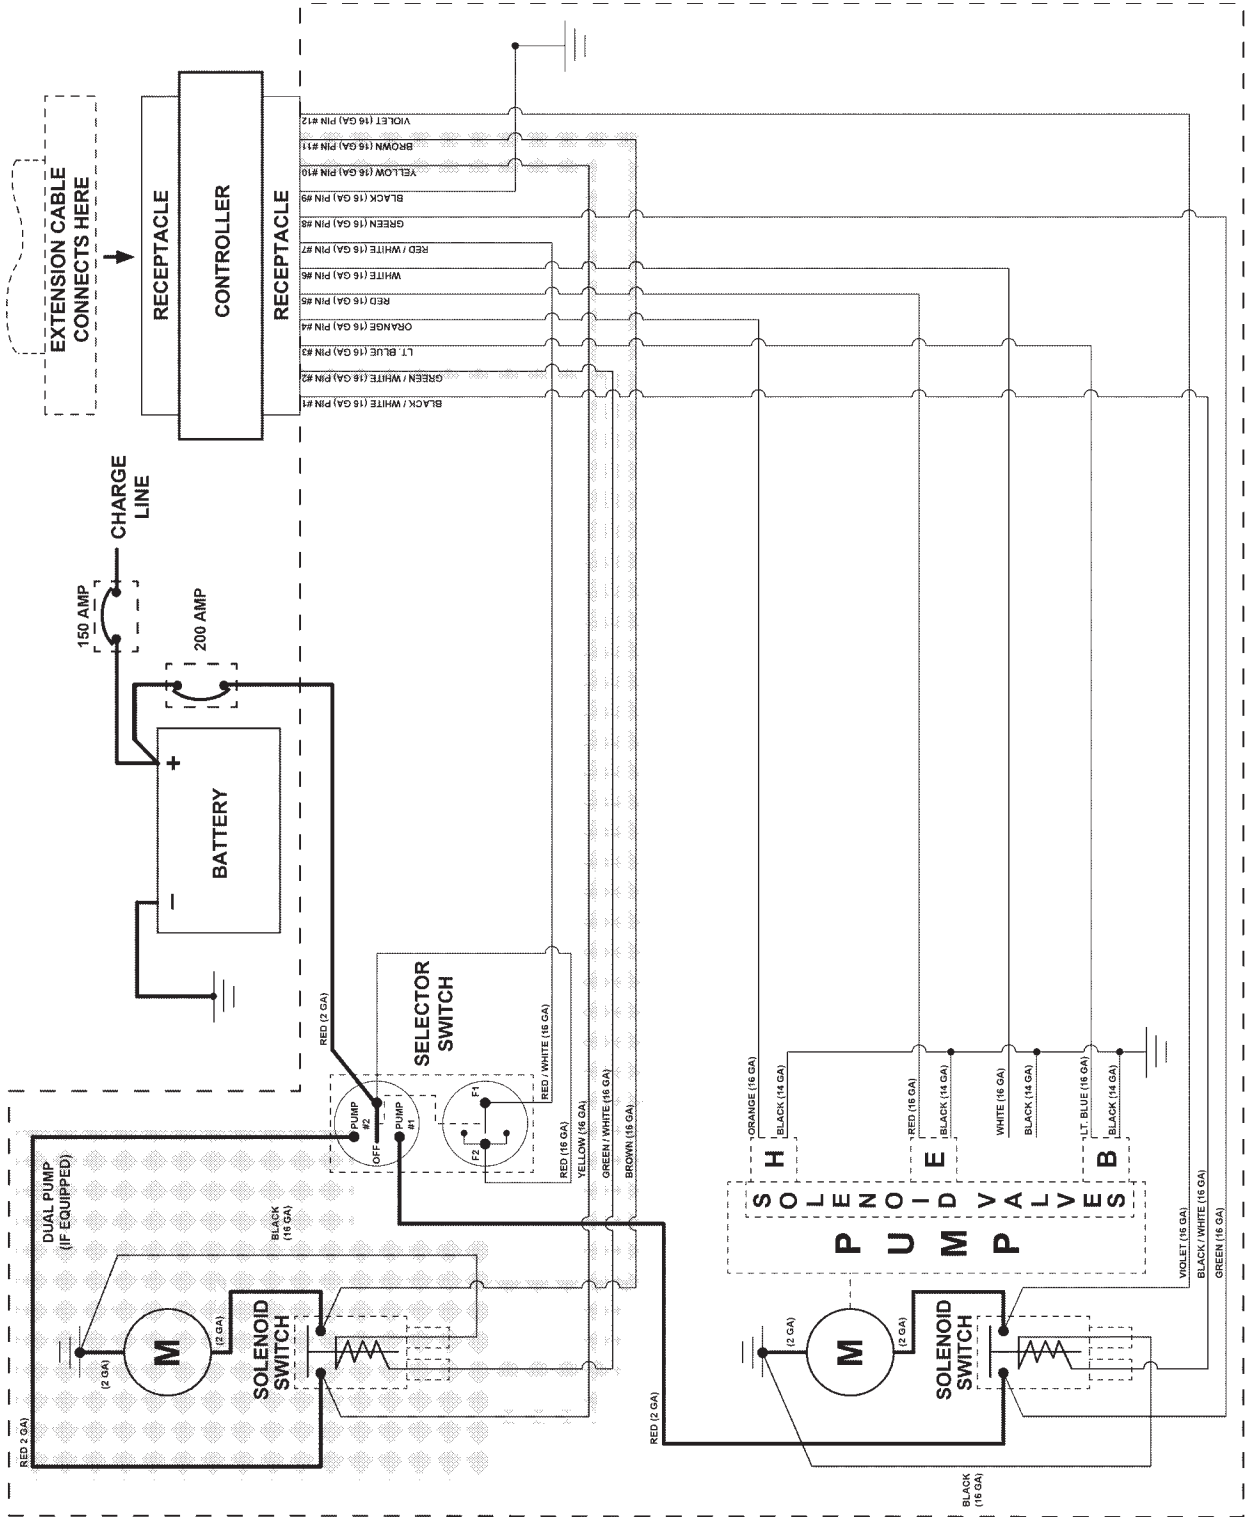 EXTENSION CABLE
CONNECTS HERE
RECEPTACLE
CONTROLLER
RECEPTACLE
VIOLET (16 GA) PIN #12
BROWN (16 GA) PIN #11
YELLOW (16 GA) PIN #10
BLACK (16 GA) PIN #9
GREEN (16 GA) PIN #8
RED / WHITE (16 GA) PIN #7
WHITE (16 GA) PIN #6
RED (16 GA) PIN #5
ORANGE (16 GA) PIN #4
LT. BLUE (16 GA) PIN #3
GREEN / WHITE (16 GA) PIN #2
BLACK / WHITE (16 GA) PIN #1
CHARGE
LINE
150 AMP
200 AMP
+
–
BATTERY
RED (2 GA)
SELECTOR
SWITCH
PUMP
#2
PUMP
#1
OFF
F1
F2
RED / WHITE (16 GA)
RED (16 GA)
YELLOW (16 GA)
GREEN / WHITE (16 GA)
BROWN (16 GA)
DUAL PUMP
(IF EQUIPPED)
BLACK
(16 GA)
RED 2 GA)
(2 GA)
M
(2 GA)
SOLENOID
SWITCH
RED (2 GA)
ORANGE (16 GA)
BLACK (14 GA)
RED (16 GA)
BLACK (14 GA)
WHITE (16 GA)
BLACK (14 GA)
LT. BLUE (16 GA)
BLACK (14 GA)
H
E
B
SOLENOID VALVES
PUMP
VIOLET (16 GA)
BLACK / WHITE (16 GA)
GREEN (16 GA)
(2 GA)
M
(2 GA)
SOLENOID
SWITCH
BLACK
(16 GA)